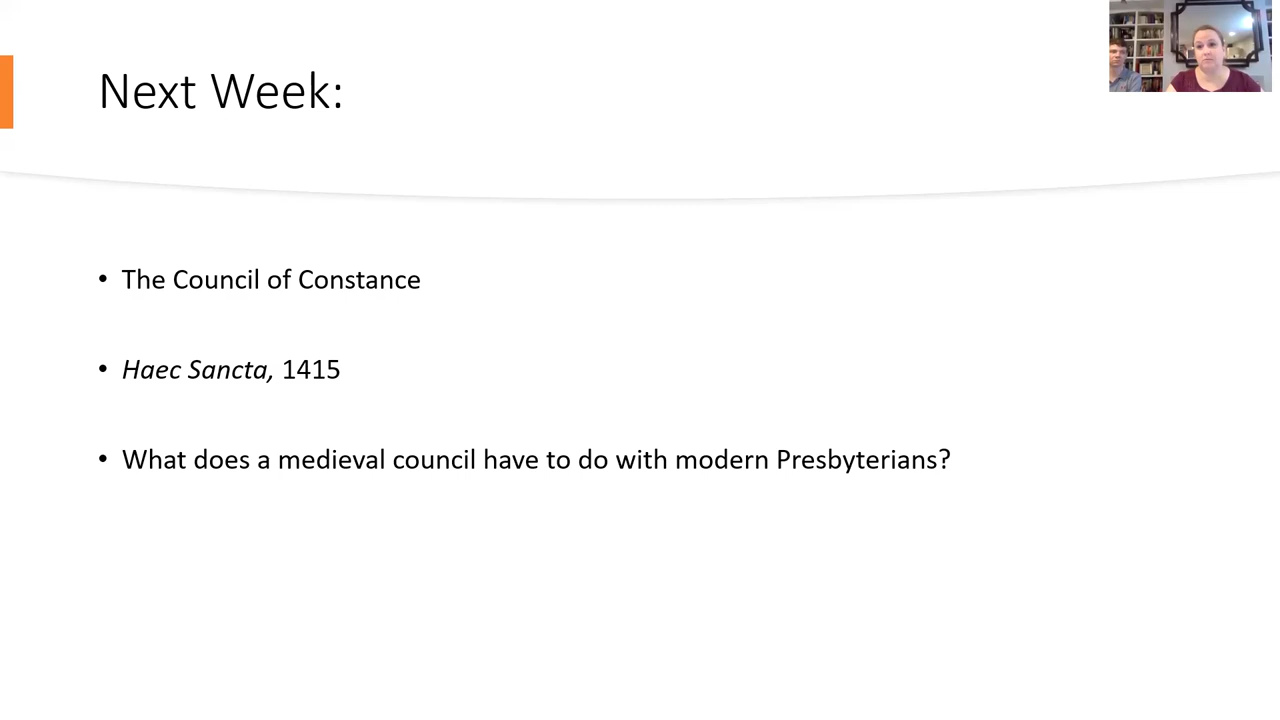 Next Week:
• The Council of Constance
• Haec Sancta, 1415
• What does a medieval council have to do with modern Presbyterians?